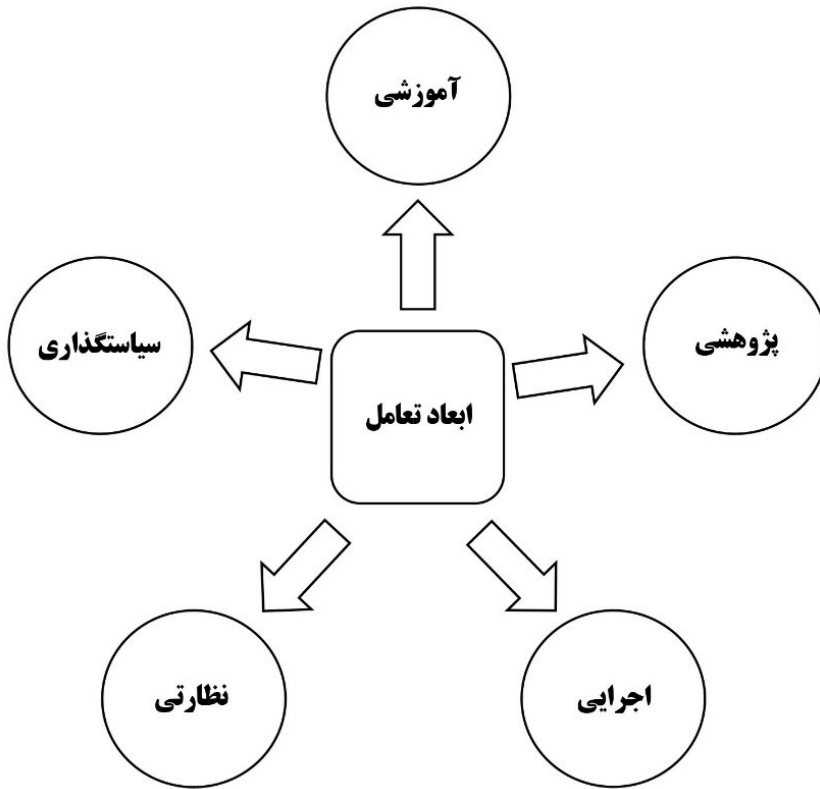 آموزشی
پژوهشی
سیاستگذاری
ابعاد تعامل
اجرایی
نظارتی